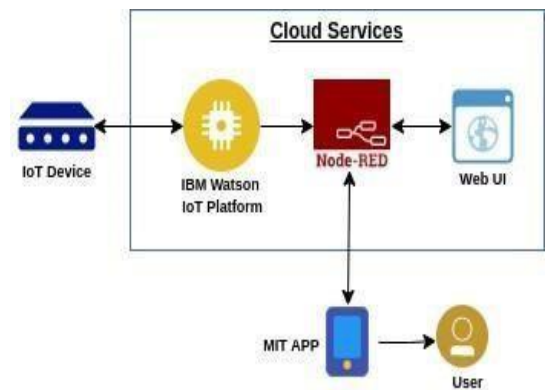 Cloud Services
IoT Device
IBM Watson
IoT Platform
Node-RED
Web UI
MIT APP
User